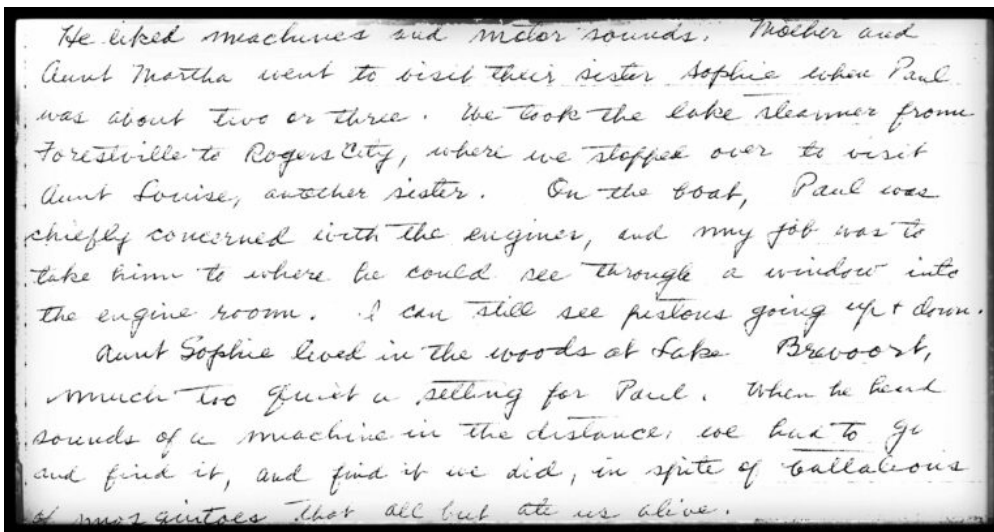 He liked machines and motor sounds. Mother and
Aunt Martha went to visit their sister Sophie when Paul
was about two or three. We took the lake steamer from
Forestville to Rogers City, where we stopped over to visit
Aunt Louise, another sister. On the boat, Paul was
chiefly concerned with the engines, and my job was to
take him to where he could see through a window into
the engine room. I can still see pistons going up + down.
Aunt Sophie lived in the woods at Lake Brevoort,
much too quiet a setting for Paul. When he heard
sounds of a machine in the distance, we had to go
and find it, and find it we did, in spite of battalions
of mosquitoes that all but ate us alive.